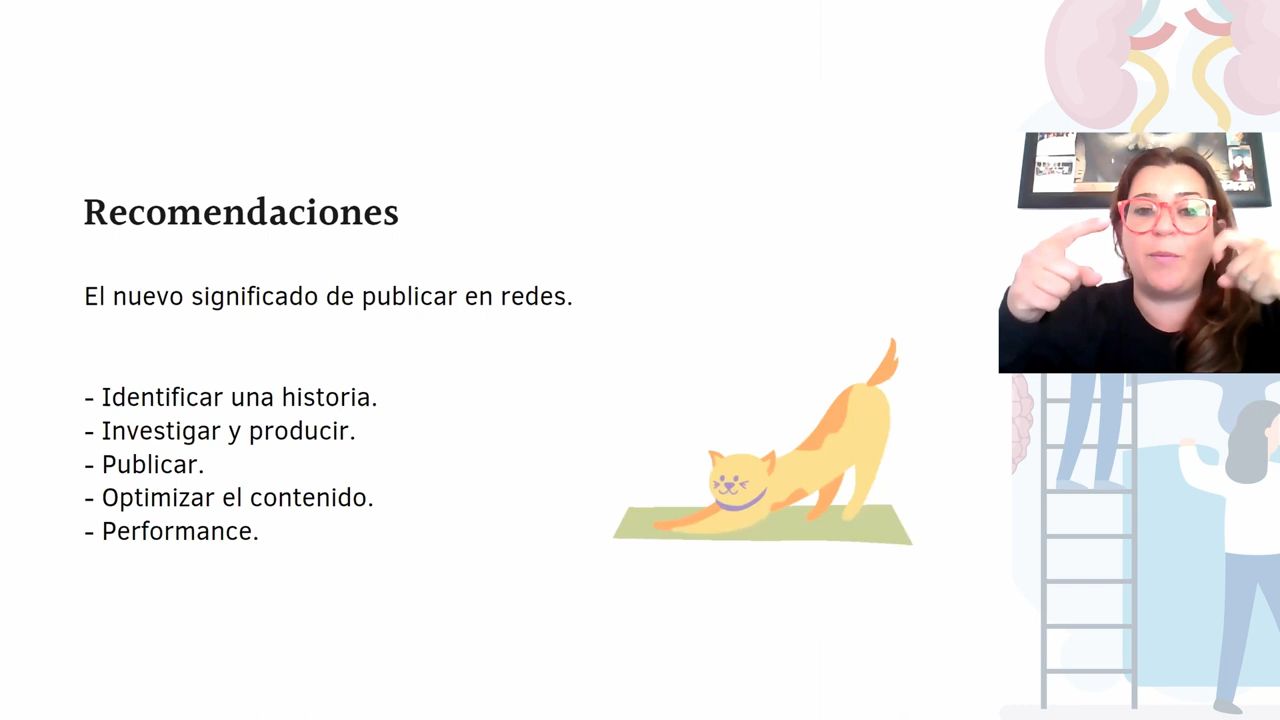 Recomendaciones
El nuevo significado de publicar en redes.
- Identificar una historia.
- Investigar y producir.
- Publicar.
- Optimizar el contenido.
- Performance.